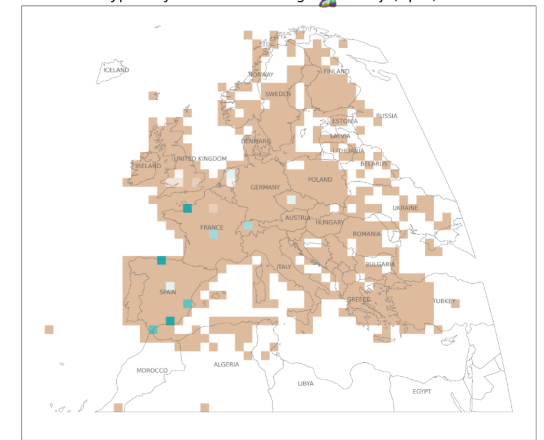 ICELAND
NORWAY
FINLAND
SWEDEN
RUSSIA
ESTONIA
LATVIA
DENMARK
LITHUANIA
UNITED KINGDOM
BELARUS
IRELAND
POLAND
GERMANY
UKRAINE
AUSTRIA
HUNGARY
FRANCE
ROMANIA
ITALY
BULGARIA
SPAIN
GREECE
TURKEY
ALGERIA
MOROCCO
LIBYA
EGYPT